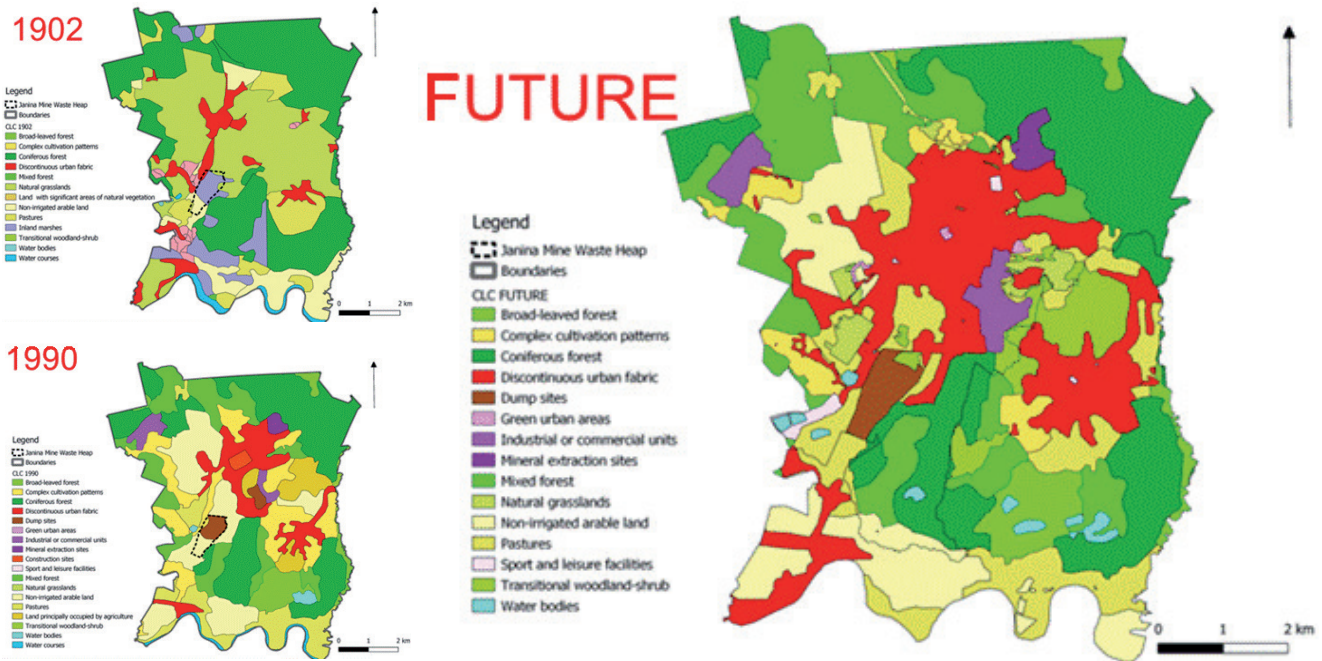 1902
Legend
Janina Mine Waste Heap
Boundaries
CLC 1902
Broad-leaved forest
Complex cultivation patterns
Coniferous forest
Discontinuous urban fabric
Mixed forest
Natural grasslands
Land with significant areas of natural vegetation
Non-irrigated arable land
Pastures
Inland marshes
Transitional woodland-shrub
Water bodies
Water courses
0 1 2 km
1990
Legend
Janina Mine Waste Heap
Boundaries
CLC 1990
Broad-leaved forest
Complex cultivation patterns
Coniferous forest
Discontinuous urban fabric
Dump sites
Green urban areas
Industrial or commercial units
Mineral extraction sites
Construction sites
Sport and leisure facilities
Mixed forest
Natural grasslands
Non-irrigated arable land
Pastures
Land principally occupied by agriculture
Transitional woodland-shrub
Water bodies
Water courses
0 1 2 km
FUTURE
Legend
Janina Mine Waste Heap
Boundaries
CLC FUTURE
Broad-leaved forest
Complex cultivation patterns
Coniferous forest
Discontinuous urban fabric
Dump sites
Green urban areas
Industrial or commercial units
Mineral extraction sites
Mixed forest
Natural grasslands
Non-irrigated arable land
Pastures
Sport and leisure facilities
Transitional woodland-shrub
Water bodies
0 1 2 km